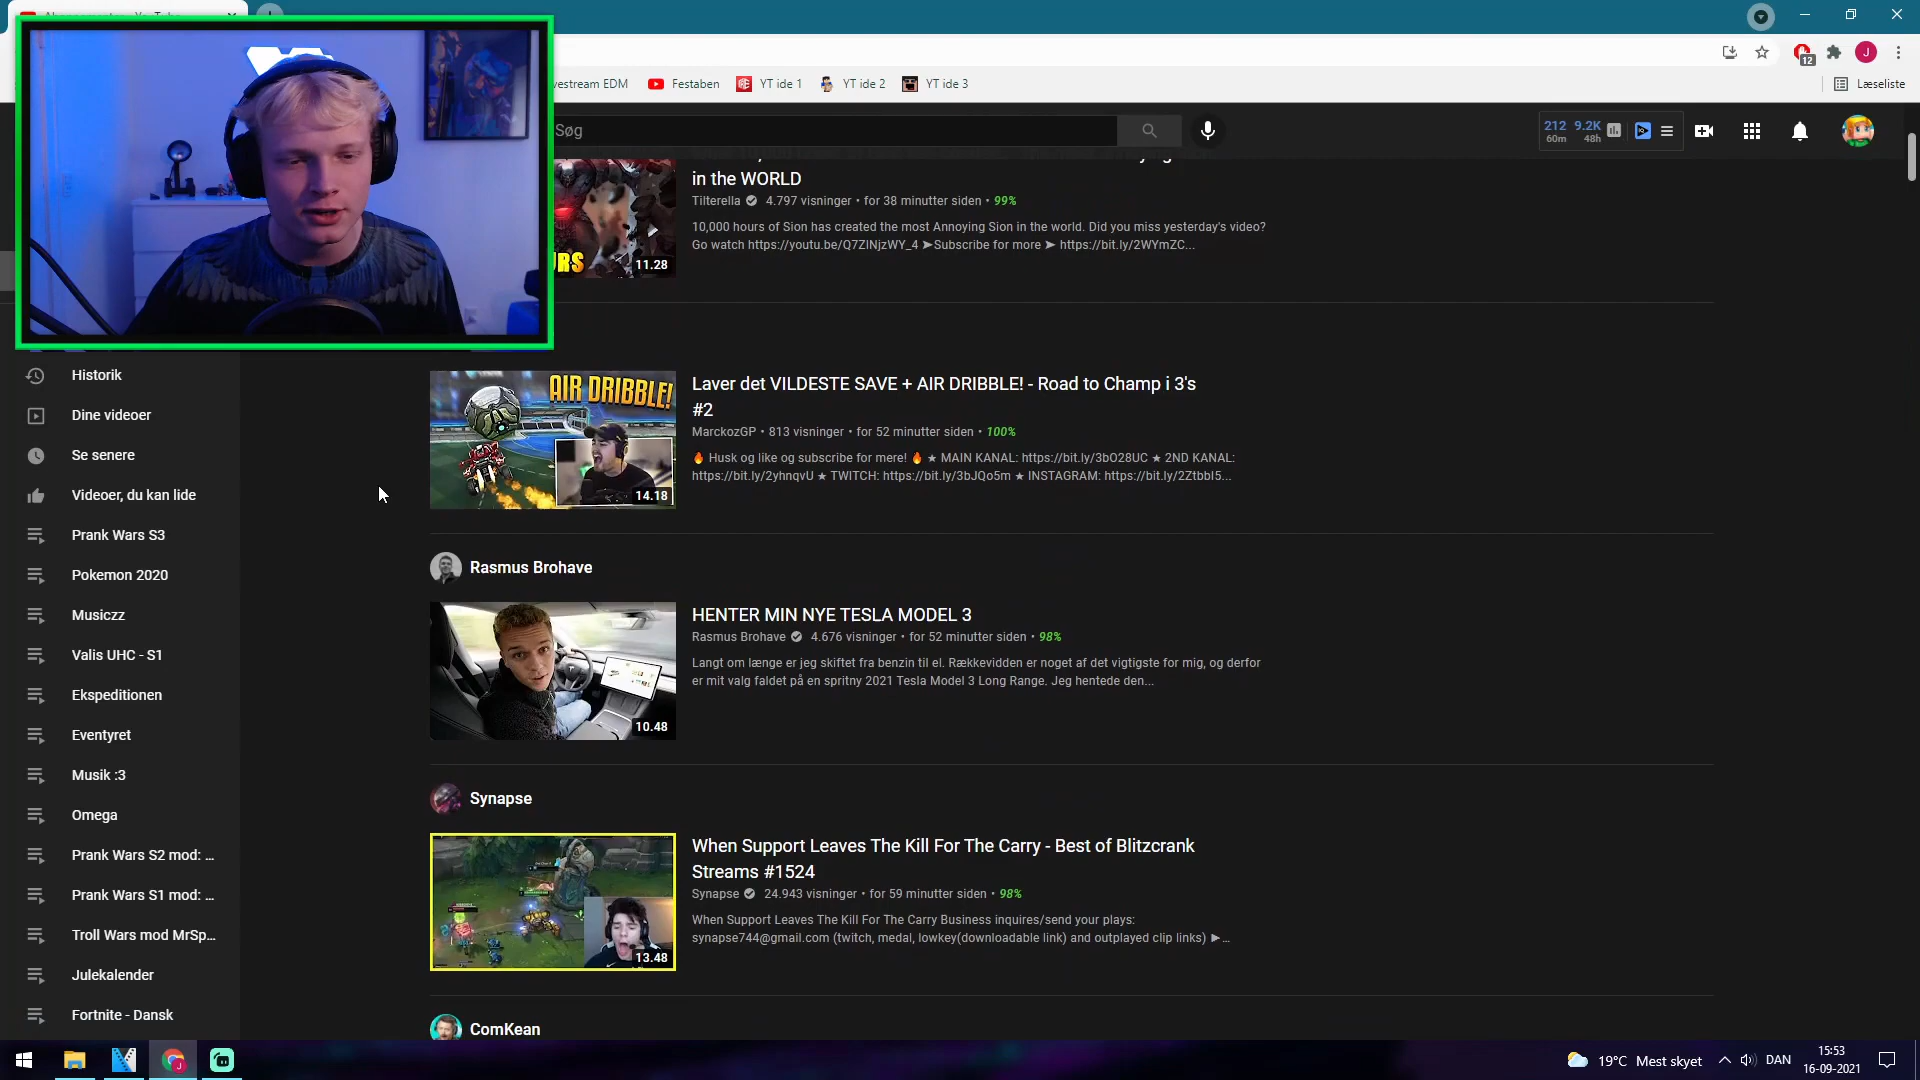 12
vestream EDM
Festaben
YT ide 1
YT ide 2
YT ide 3
Læseliste
Søg
212 9.2K
60m 48h
J
in the WORLD
Tilterella 4.797 visninger • for 38 minutter siden • 99%
10,000 hours of Sion has created the most Annoying Sion in the world. Did you miss yesterday's video?
Go watch https://youtu.be/Q7ZINjzWY_4 ➤Subscribe for more ➤ https://bit.ly/2WYmZC...
URS
11.28
Historik
Dine videoer
Se senere
Videoer, du kan lide
Prank Wars S3
Pokemon 2020
Musiczz
Valis UHC - S1
Ekspeditionen
Eventyret
Musik :3
Omega
Prank Wars S2 mod: ...
Prank Wars S1 mod: ...
Troll Wars mod MrSp...
Julekalender
Fortnite - Dansk
AIR DRIBBLE!
14.18
Laver det VILDESTE SAVE + AIR DRIBBLE! - Road to Champ i 3's
#2
MarckozGP • 813 visninger • for 52 minutter siden • 100%
🔥 Husk og like og subscribe for mere! 🔥 ★ MAIN KANAL: https://bit.ly/3bO28UC ★ 2ND KANAL:
https://bit.ly/2yhnqvU ★ TWITCH: https://bit.ly/3bJQo5m ★ INSTAGRAM: https://bit.ly/2Ztbbl5...
Rasmus Brohave
10.48
HENTER MIN NYE TESLA MODEL 3
Rasmus Brohave 4.676 visninger • for 52 minutter siden • 98%
Langt om længe er jeg skiftet fra benzin til el. Rækkevidden er noget af det vigtigste for mig, og derfor
er mit valg faldet på en spritny 2021 Tesla Model 3 Long Range. Jeg hentede den...
Synapse
13.48
When Support Leaves The Kill For The Carry - Best of Blitzcrank
Streams #1524
Synapse 24.943 visninger • for 59 minutter siden • 98%
When Support Leaves The Kill For The Carry Business inquires/send your plays:
synapse744@gmail.com (twitch, medal, lowkey(downloadable link) and outplayed clip links) ►...
ComKean
19°C Mest skyet
DAN
15:53
16-09-2021